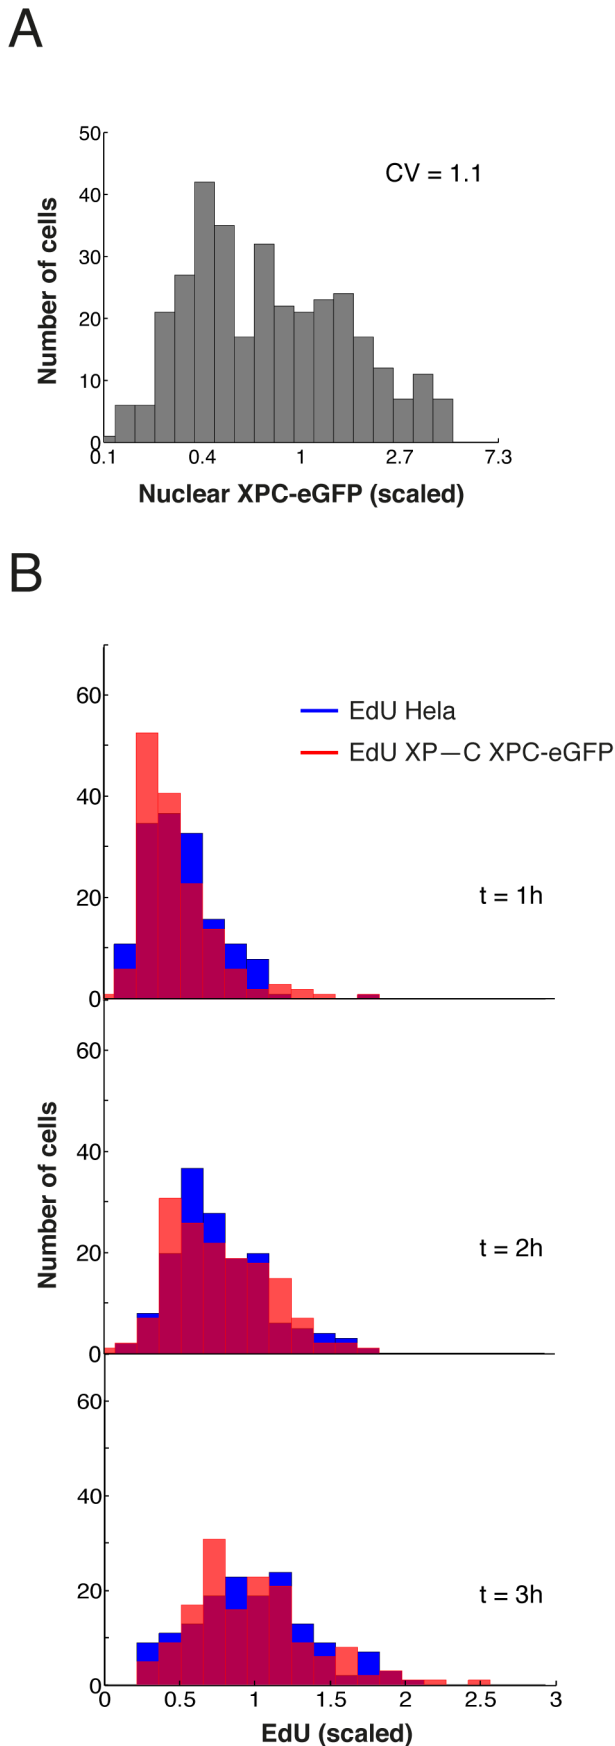 A
50
40
30
20
10
0
Number of cells
CV = 1.1
0.1 0.4 1 2.7 7.3
Nuclear XPC-eGFP (scaled)
B
60
40
20
0
EdU Hela
EdU XP—C XPC-eGFP
t = 1h
60
40
20
0
Number of cells
t = 2h
60
40
20
0
t = 3h
0 0.5 1 1.5 2 2.5 3
EdU (scaled)